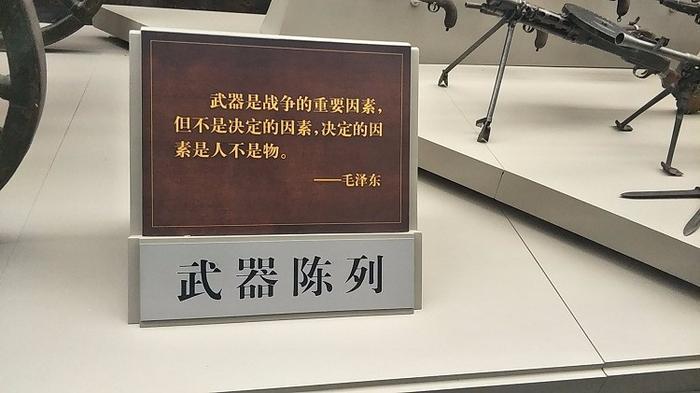 武器是战争的重要因素,
但不是决定的因素,决定的因
素是人不是物。
——毛泽东
武器陈列